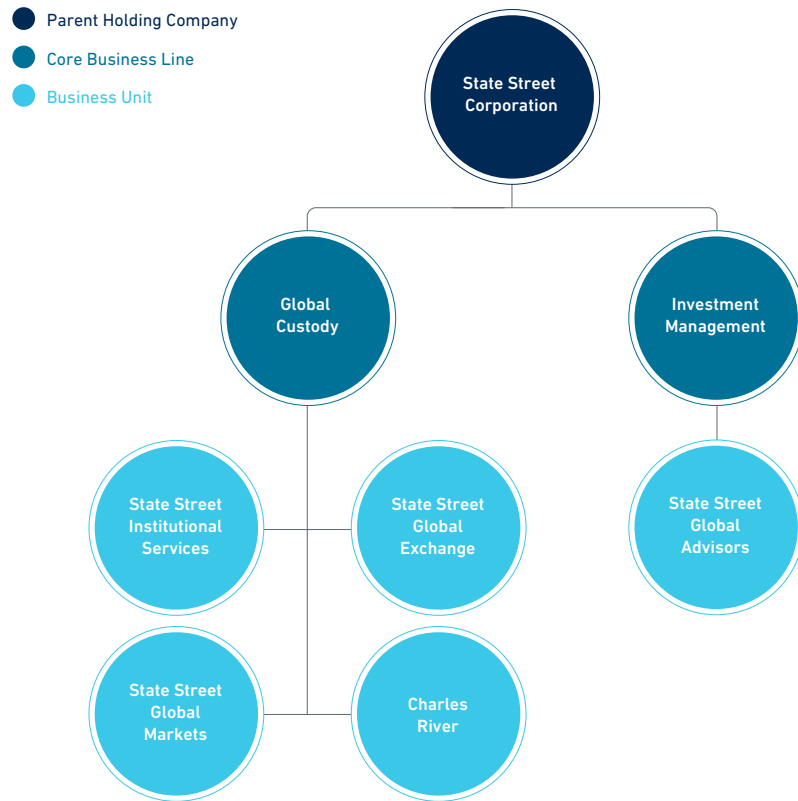 Parent Holding Company
Core Business Line
Business Unit
State Street
Corporation
Global
Custody
Investment
Management
State Street
Institutional
Services
State Street
Global
Exchange
State Street
Global
Advisors
State Street
Global
Markets
Charles
River